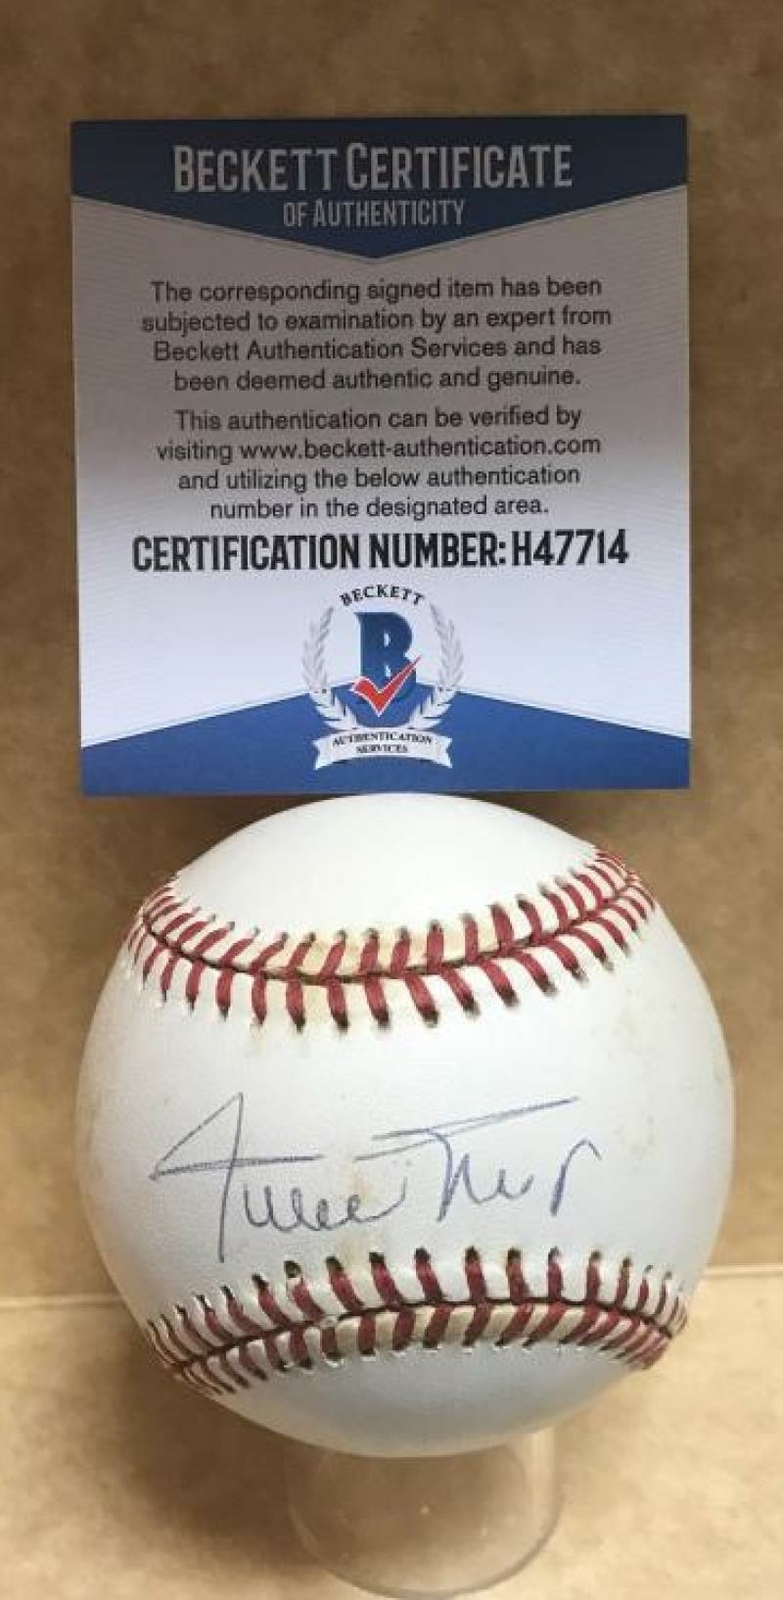 BECKETT CERTIFICATE
OF AUTHENTICITY
The corresponding signed item has been
subjected to examination by an expert from
Beckett Authentication Services and has
been deemed authentic and genuine.
This authentication can be verified by
visiting www.beckett-authentication.com
and utilizing the below authentication
number in the designated area.
CERTIFICATION NUMBER: H47714
BECKETT
B
AUTHENTICATION
SERVICES
Willie Mays